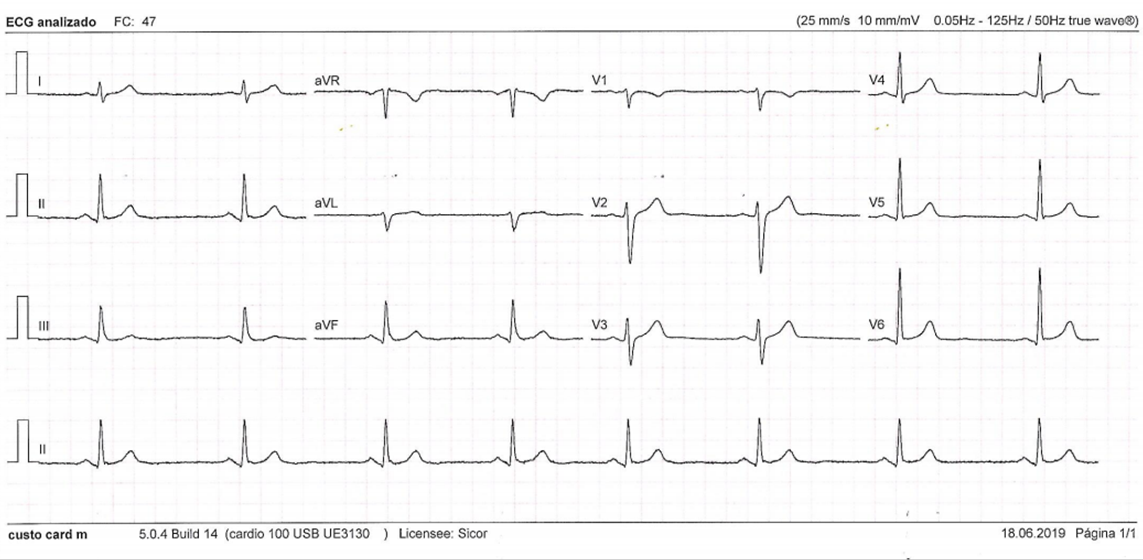 ECG analizado FC: 47 (25 mm/s 10 mm/mV 0.05Hz - 125Hz / 50Hz true wave®)
I aVR V1 V4
II aVL V2 V5
III aVF V3 V6
II
custo card m 5.0.4 Build 14 (cardio 100 USB UE3130 ) Licensee: Sicor 18.06.2019 Página 1/1